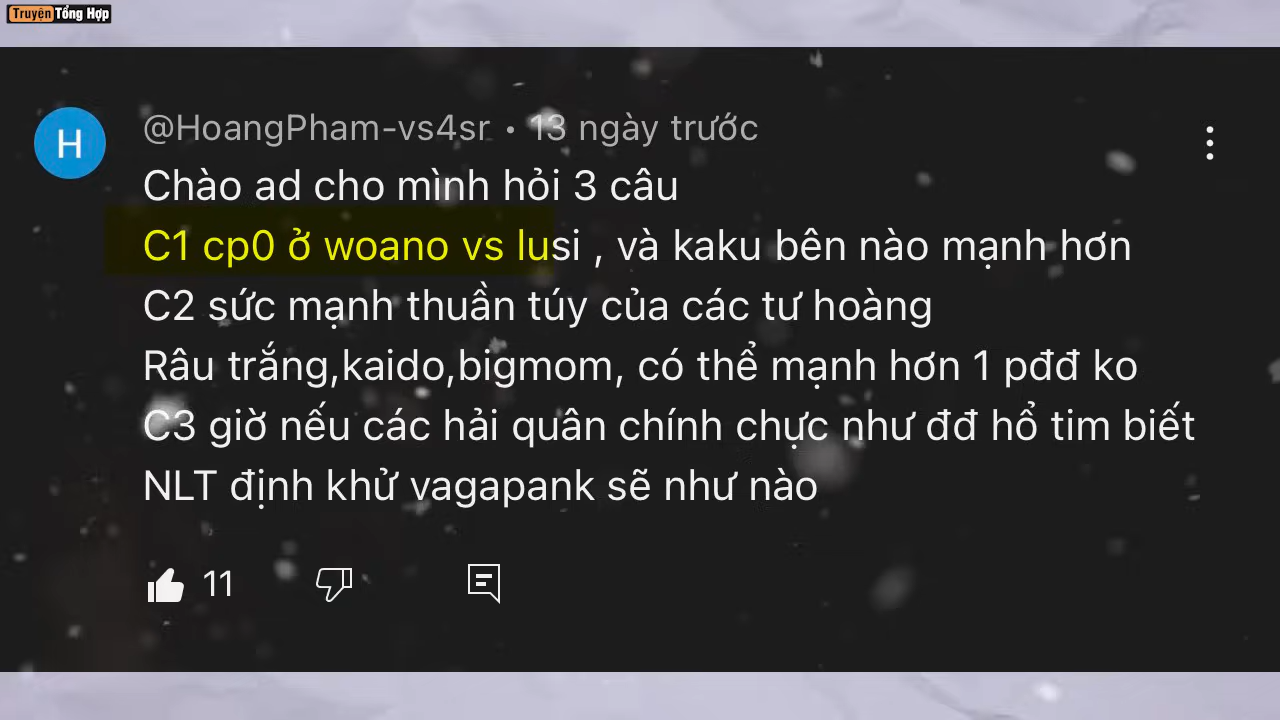 Truyện Tổng Hợp
H
@HoangPham-vs4sr • 13 ngày trước
Chào ad cho mình hỏi 3 câu
C1 cp0 ở woano vs lusi , và kaku bên nào mạnh hơn
C2 sức mạnh thuần túy của các tư hoàng
Râu trắng,kaido,bigmom, có thể mạnh hơn 1 pđđ ko
C3 giờ nếu các hải quân chính chực như đđ hổ tim biết
NLT định khử vagapank sẽ như nào
11